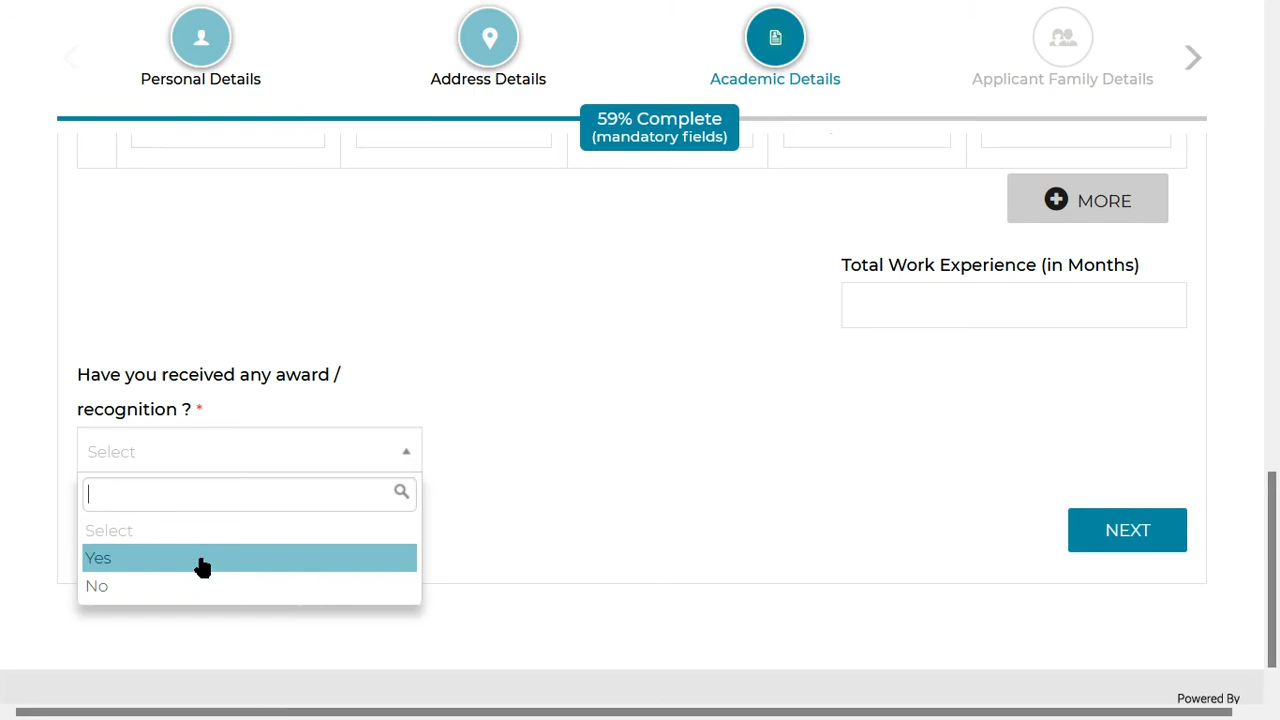 Personal Details
Address Details
Academic Details
Applicant Family Details
59% Complete
(mandatory fields)
MORE
Total Work Experience (in Months)
Have you received any award /
recognition ? *
Select
Select
Yes
No
NEXT
Powered By